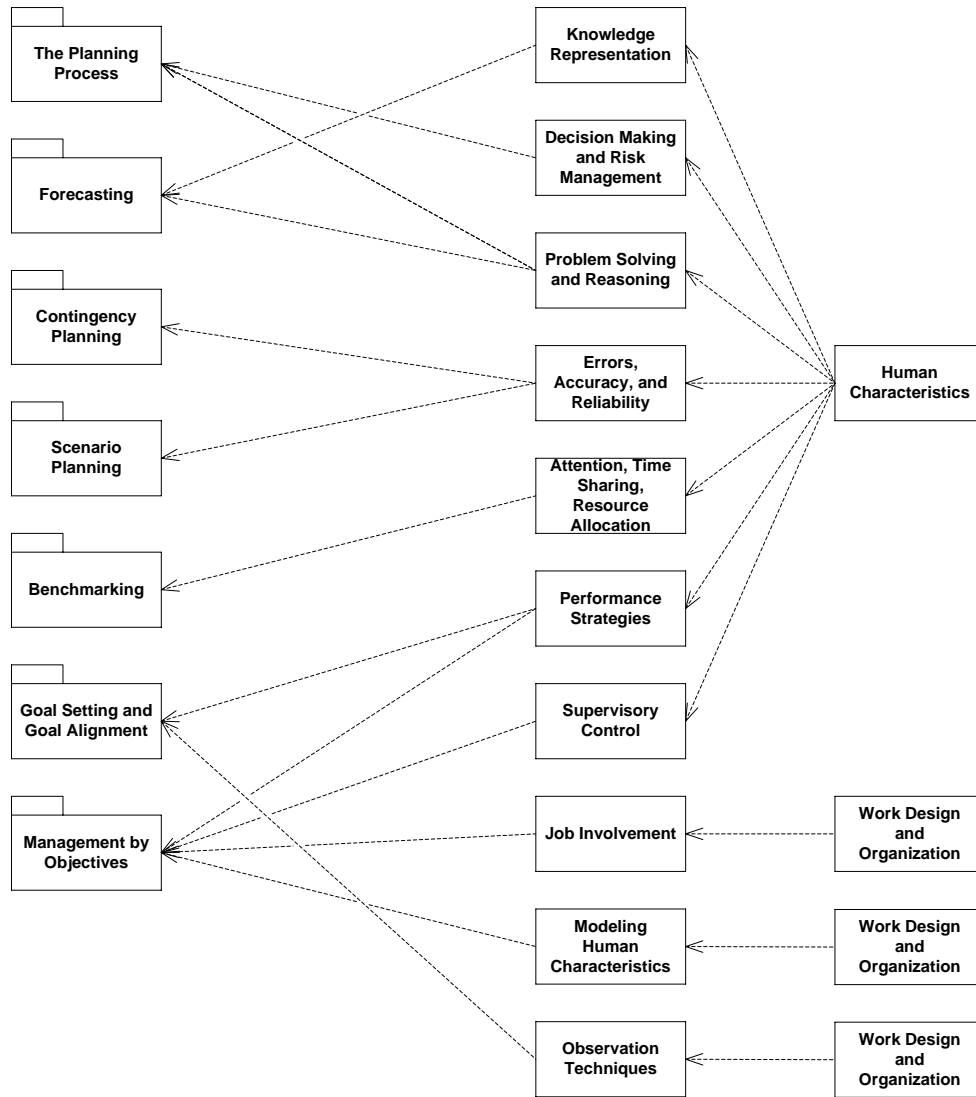 The Planning
Process
Forecasting
Contingency
Planning
Scenario
Planning
Benchmarking
Goal Setting and
Goal Alignment
Management by
Objectives
Knowledge
Representation
Decision Making
and Risk
Management
Problem Solving
and Reasoning
Errors,
Accuracy, and
Reliability
Attention, Time
Sharing,
Resource
Allocation
Performance
Strategies
Supervisory
Control
Job Involvement
Modeling
Human
Characteristics
Observation
Techniques
Human
Characteristics
Work Design
and
Organization
Work Design
and
Organization
Work Design
and
Organization